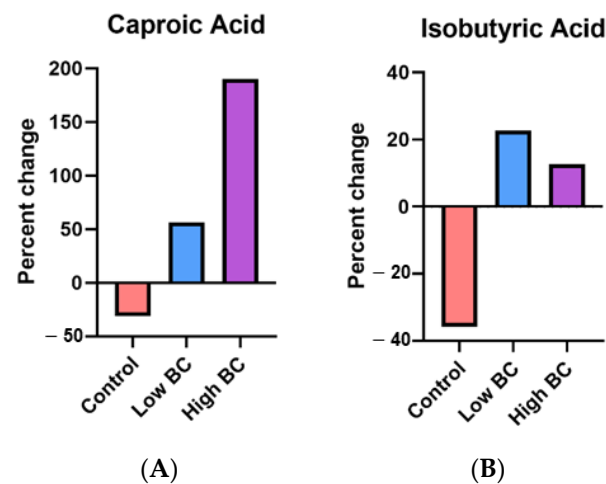 Caproic Acid
Percent change
200
150
100
50
0
– 50
Control
Low BC
High BC
(A)
Isobutyric Acid
Percent change
40
20
0
– 20
– 40
Control
Low BC
High BC
(B)